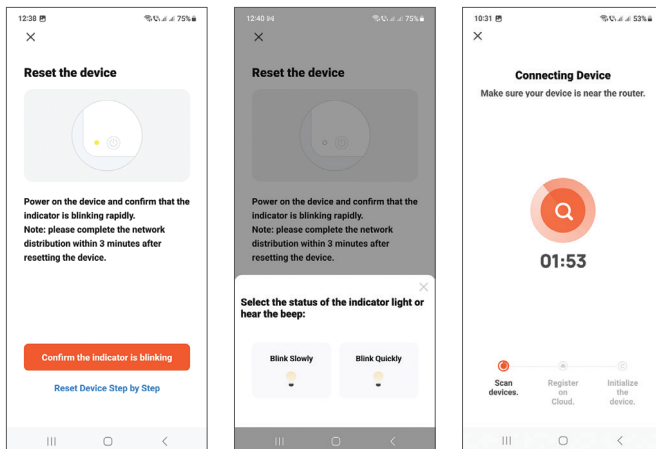 12:38 75%
Reset the device
Power on the device and confirm that the
indicator is blinking rapidly.
Note: please complete the network
distribution within 3 minutes after
resetting the device.
Confirm the indicator is blinking
Reset Device Step by Step
12:40 75%
Reset the device
Power on the device and confirm that the
indicator is blinking rapidly.
Note: please complete the network
distribution within 3 minutes after
resetting the device.
Select the status of the indicator light or
hear the beep:
Blink Slowly
Blink Quickly
10:31 53%
Connecting Device
Make sure your device is near the router.
01:53
Scan
devices.
Register
on
Cloud.
Initialize
the
device.